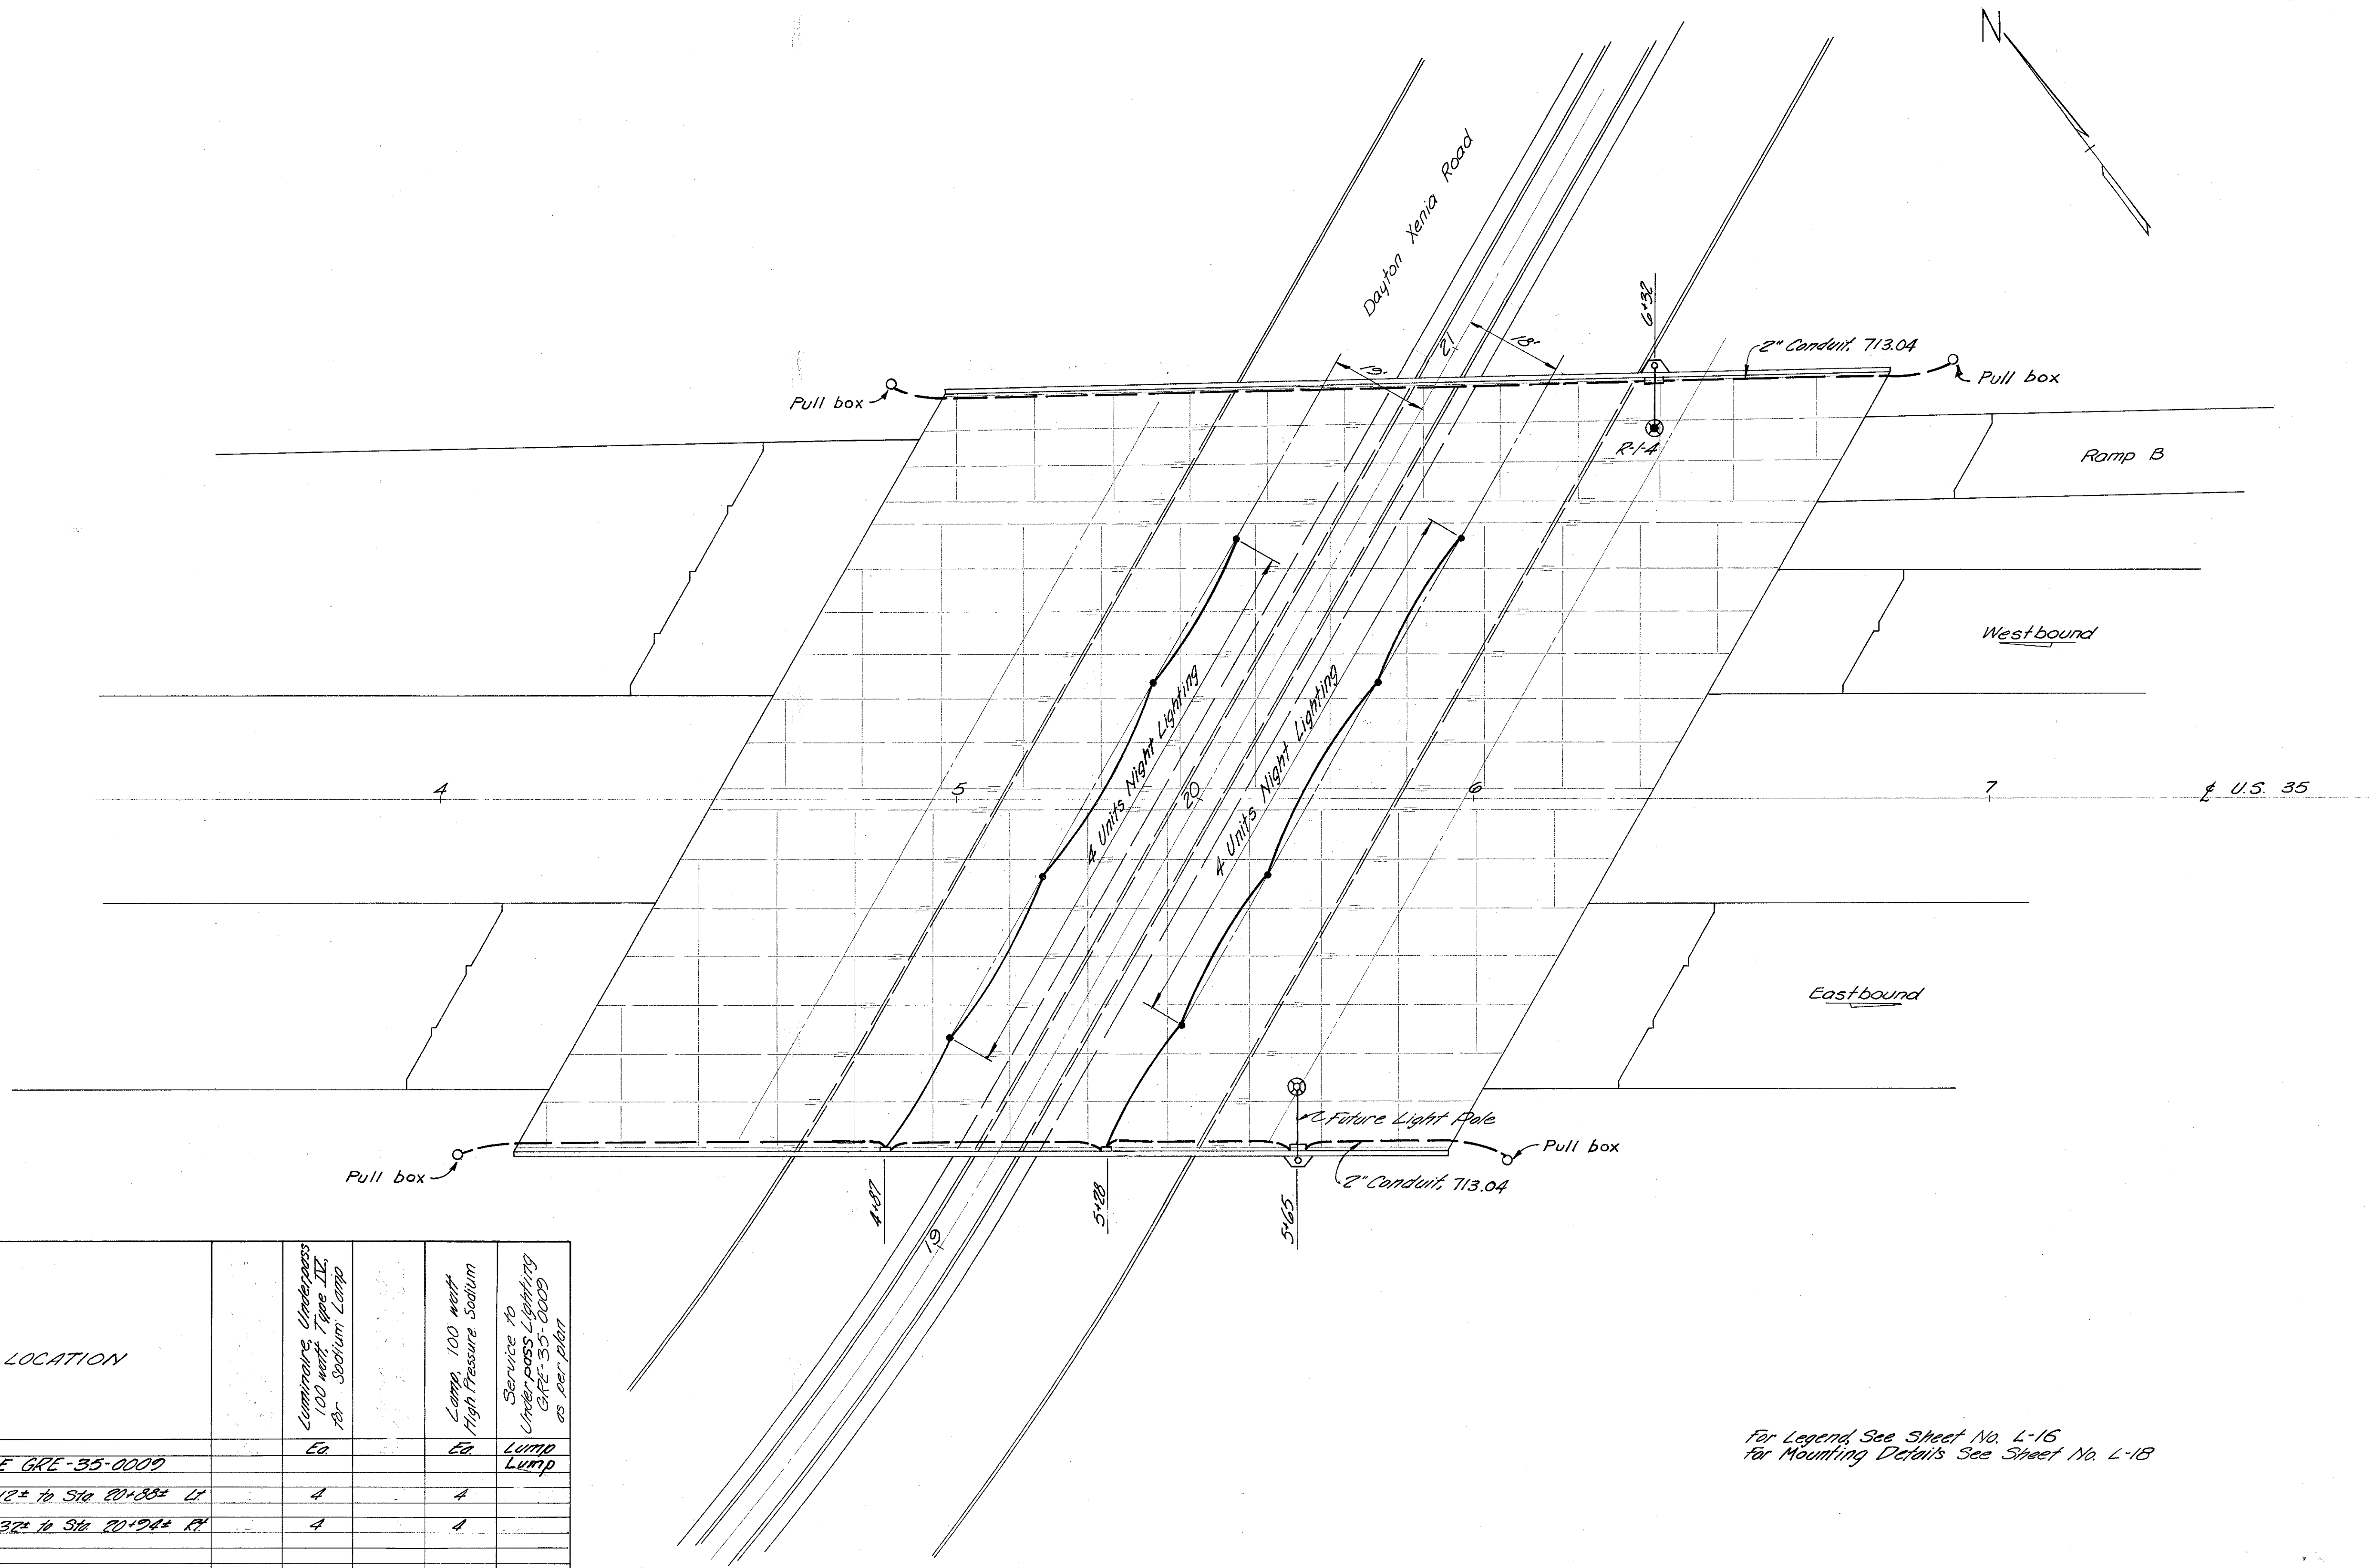 N
Dayton Xenia Road
6+32
21
19'
18'
2" Conduit, 713.04
Pull box
Pull box
R-1-4
Ramp B
Westbound
4 Units Night Lighting
4 Units Night Lighting
4
5
20
6
7
℄ U.S. 35
Eastbound
Future Light Pole
Pull box
Pull box
2" Conduit, 713.04
4+87
5+28
5+65
19
LOCATION
Luminaire, Underpass
100 watt, Type IV,
for Sodium Lamp
Lamp, 100 watt
High Pressure Sodium
Service to
Underpass Lighting
GRE-35-0009
as per plan
Ea.
Ea.
Lump
GRE-35-0009
Lump
12± to Sta. 20+88± Lt.
4
4
32± to Sta. 20+94± Rt.
4
4
For Legend, See Sheet No. L-16
For Mounting Details See Sheet No. L-18